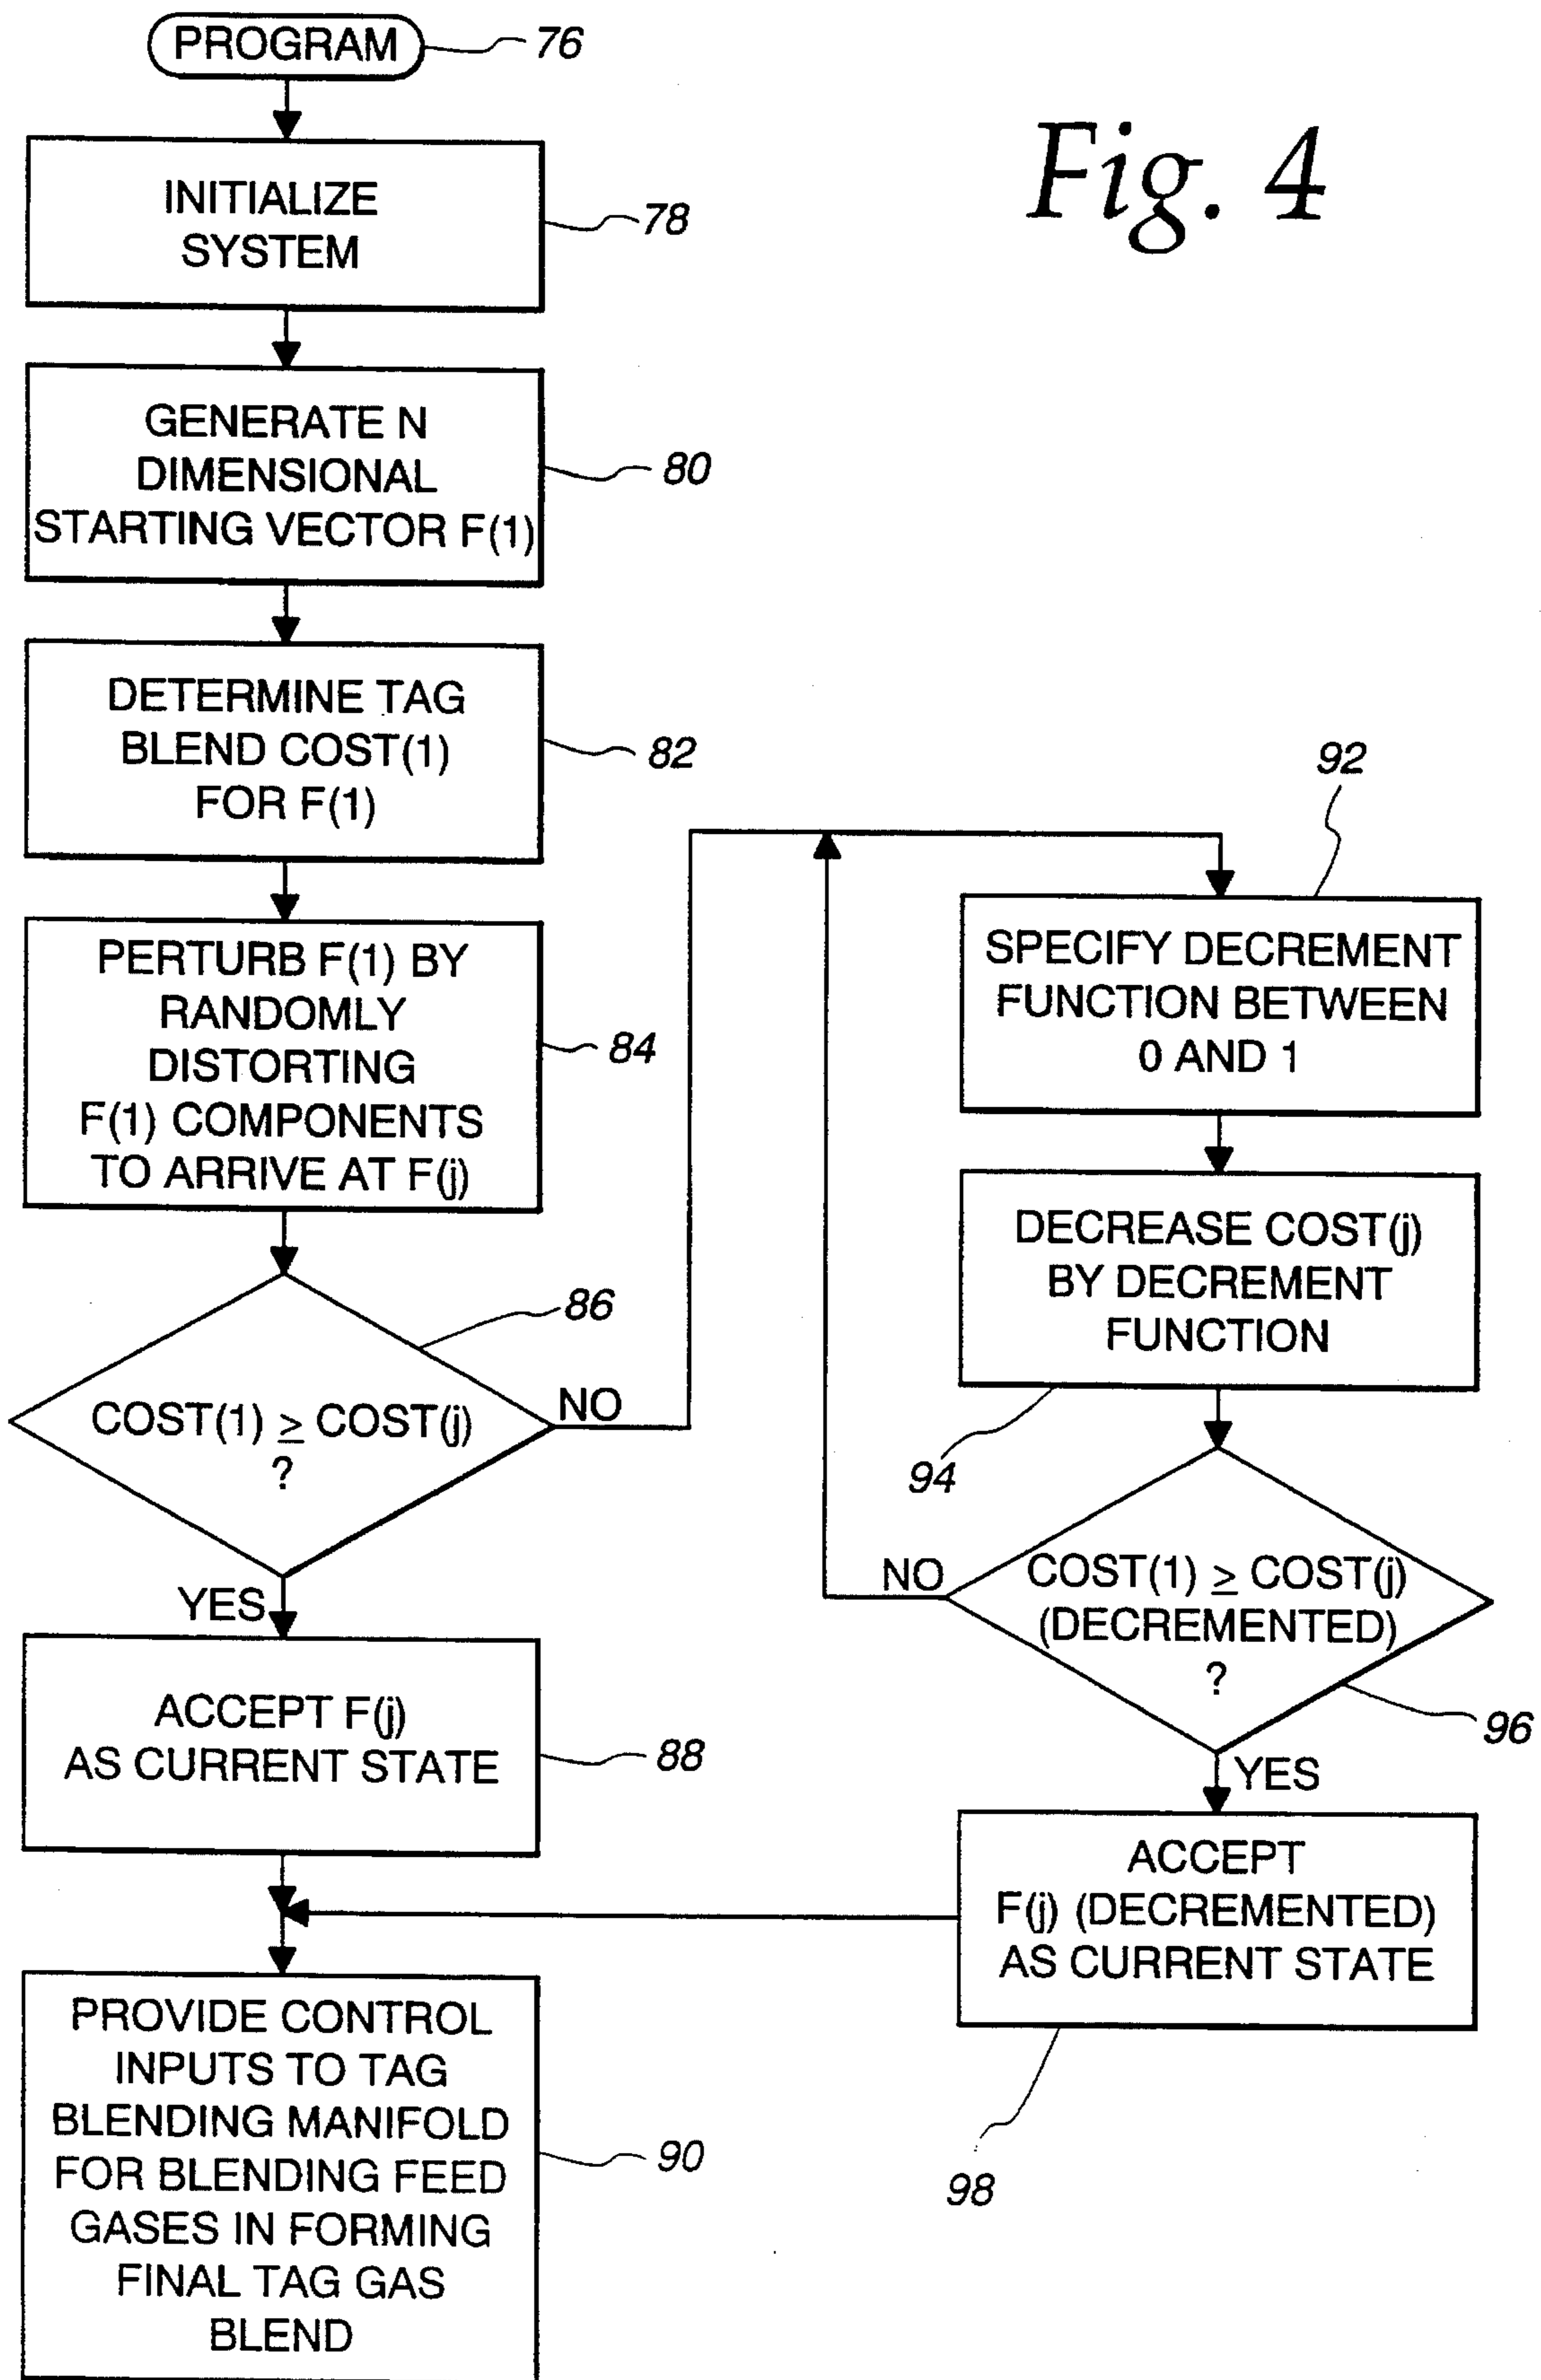 PROGRAM
76
Fig. 4
INITIALIZE
SYSTEM
78
GENERATE N
DIMENSIONAL
STARTING VECTOR F(1)
80
DETERMINE TAG
BLEND COST(1)
FOR F(1)
82
PERTURB F(1) BY
RANDOMLY
DISTORTING
F(1) COMPONENTS
TO ARRIVE AT F(j)
84
COST(1) ≥ COST(j)
?
86
NO
YES
ACCEPT F(j)
AS CURRENT STATE
88
PROVIDE CONTROL
INPUTS TO TAG
BLENDING MANIFOLD
FOR BLENDING FEED
GASES IN FORMING
FINAL TAG GAS
BLEND
90
92
SPECIFY DECREMENT
FUNCTION BETWEEN
0 AND 1
DECREASE COST(j)
BY DECREMENT
FUNCTION
94
COST(1) ≥ COST(j)
(DECREMENTED)
?
NO
96
YES
ACCEPT
F(j) (DECREMENTED)
AS CURRENT STATE
98